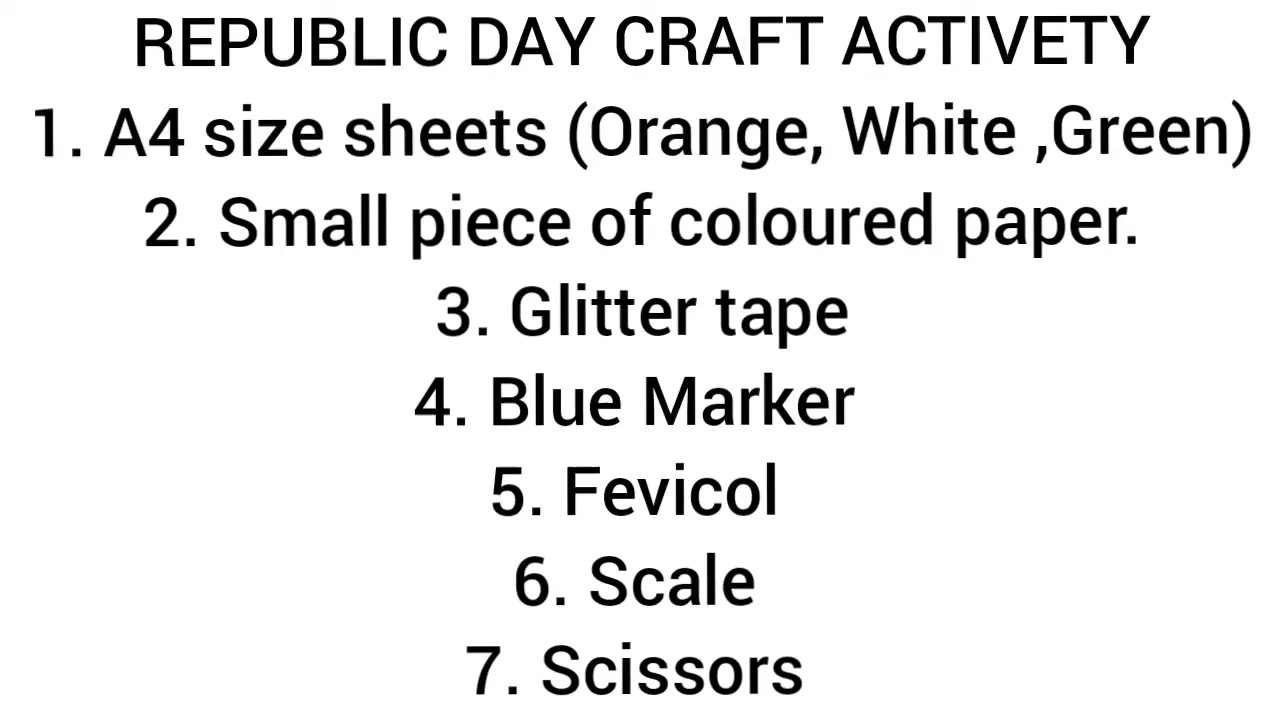 REPUBLIC DAY CRAFT ACTIVETY
1. A4 size sheets (Orange, White ,Green)
2. Small piece of coloured paper.
3. Glitter tape
4. Blue Marker
5. Fevicol
6. Scale
7. Scissors